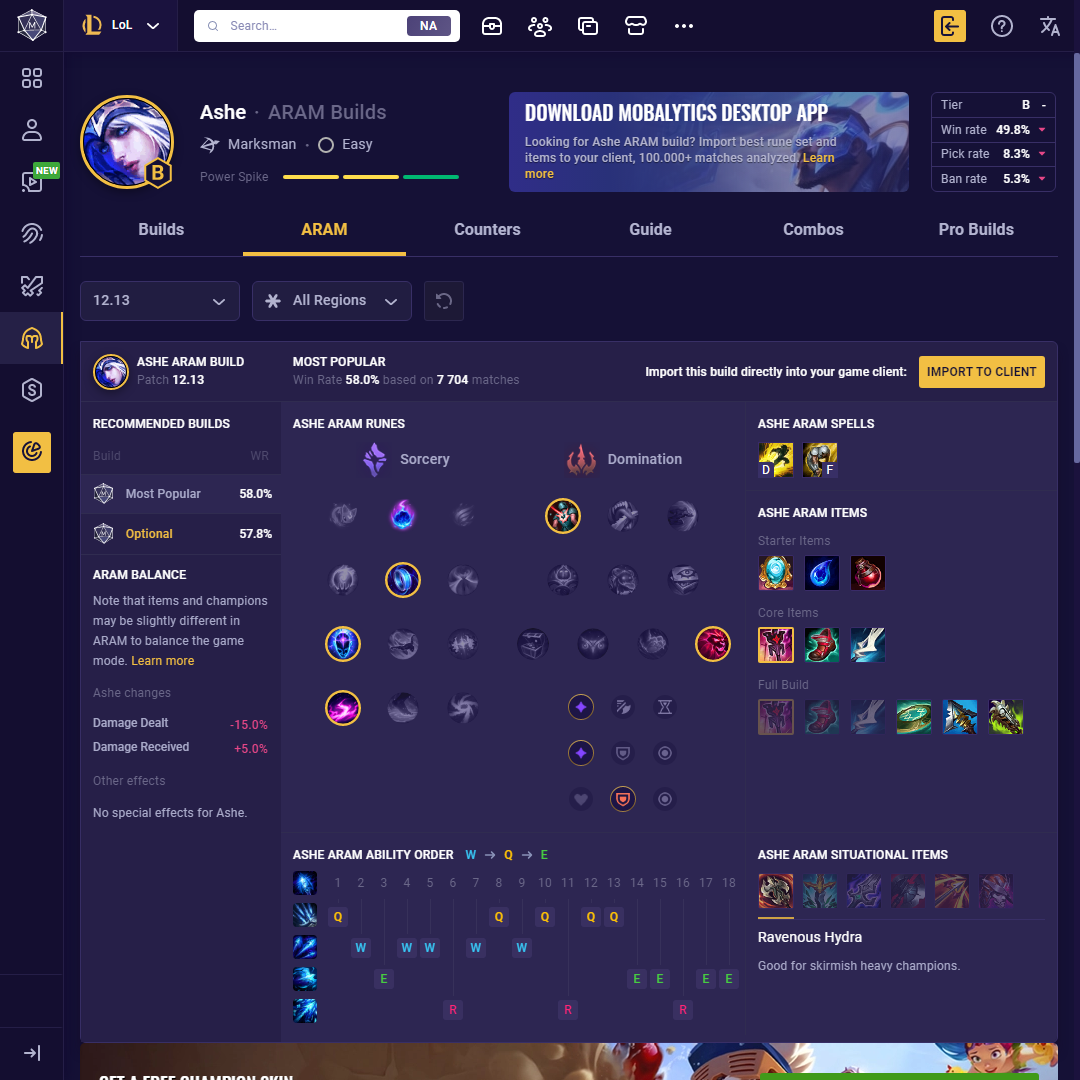 LoL
Search...
NA
NEW
Ashe · ARAM Builds
Marksman · Easy
Power Spike
B
DOWNLOAD MOBALYTICS DESKTOP APP
Looking for Ashe ARAM build? Import best rune set and
items to your client, 100.000+ matches analyzed. Learn
more
Tier B -
Win rate 49.8%
Pick rate 8.3%
Ban rate 5.3%
Builds ARAM Counters Guide Combos Pro Builds
12.13
All Regions
ASHE ARAM BUILD
Patch 12.13
MOST POPULAR
Win Rate 58.0% based on 7 704 matches
Import this build directly into your game client:
IMPORT TO CLIENT
RECOMMENDED BUILDS
Build WR
Most Popular 58.0%
Optional 57.8%
ARAM BALANCE
Note that items and champions
may be slightly different in
ARAM to balance the game
mode. Learn more
Ashe changes
Damage Dealt -15.0%
Damage Received +5.0%
Other effects
No special effects for Ashe.
ASHE ARAM RUNES
Sorcery
Domination
ASHE ARAM SPELLS
D F
ASHE ARAM ITEMS
Starter Items
Core Items
Full Build
ASHE ARAM ABILITY ORDER W → Q → E
1 2 3 4 5 6 7 8 9 10 11 12 13 14 15 16 17 18
Q Q Q Q Q
W W W W W
E E E E E
R R R
ASHE ARAM SITUATIONAL ITEMS
Ravenous Hydra
Good for skirmish heavy champions.
GET A FREE CHAMPION SKIN